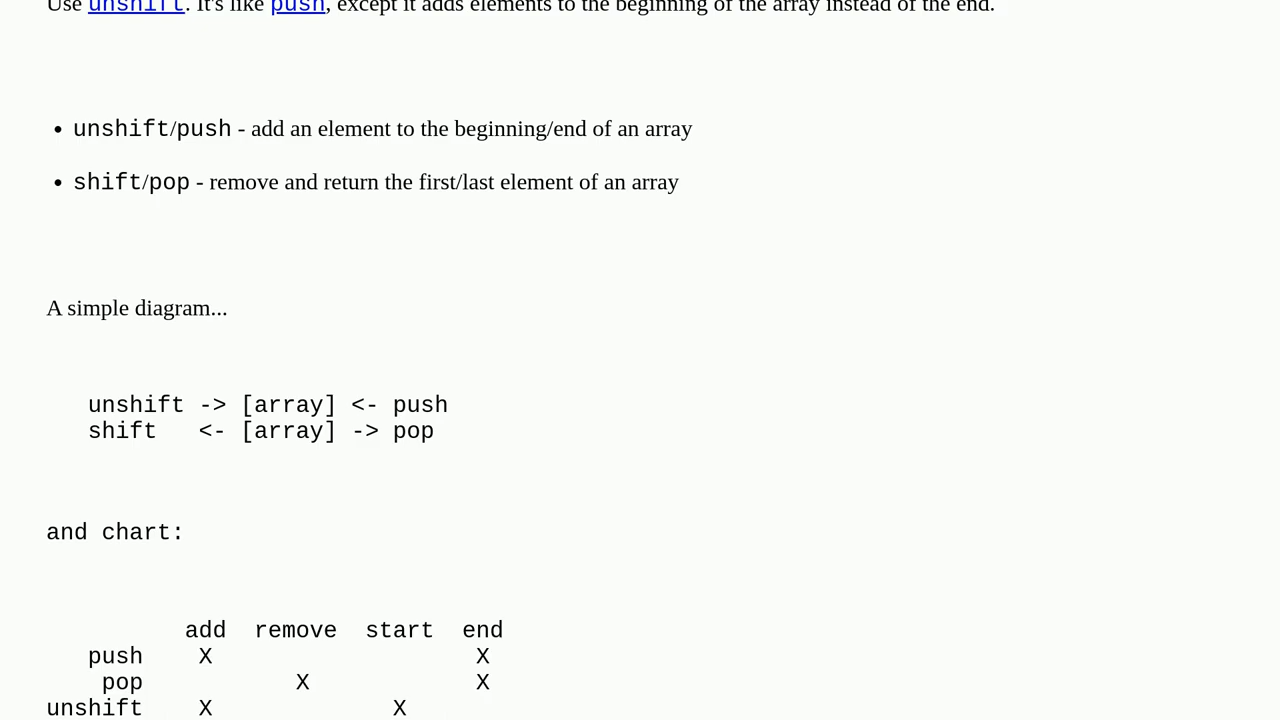 Use unshift. It's like push, except it adds elements to the beginning of the array instead of the end.
• unshift/push - add an element to the beginning/end of an array
• shift/pop - remove and return the first/last element of an array
A simple diagram...
   unshift -> [array] <- push
   shift   <- [array] -> pop
and chart:
          add  remove  start  end
   push    X                   X
    pop           X            X
unshift    X             X